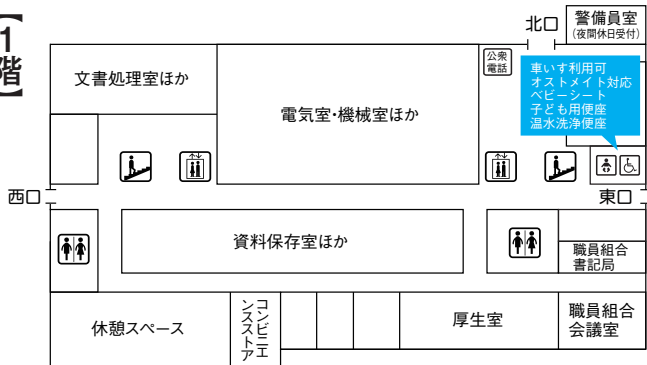 【1階】
北口
警備員室
(夜間休日受付)
公衆
電話
車いす利用可
オストメイト対応
ベビーシート
子ども用便座
温水洗浄便座
文書処理室ほか
電気室・機械室ほか
西口
東口
資料保存室ほか
職員組合
書記局
休憩スペース
コンビニエ
ンスストア
厚生室
職員組合
会議室